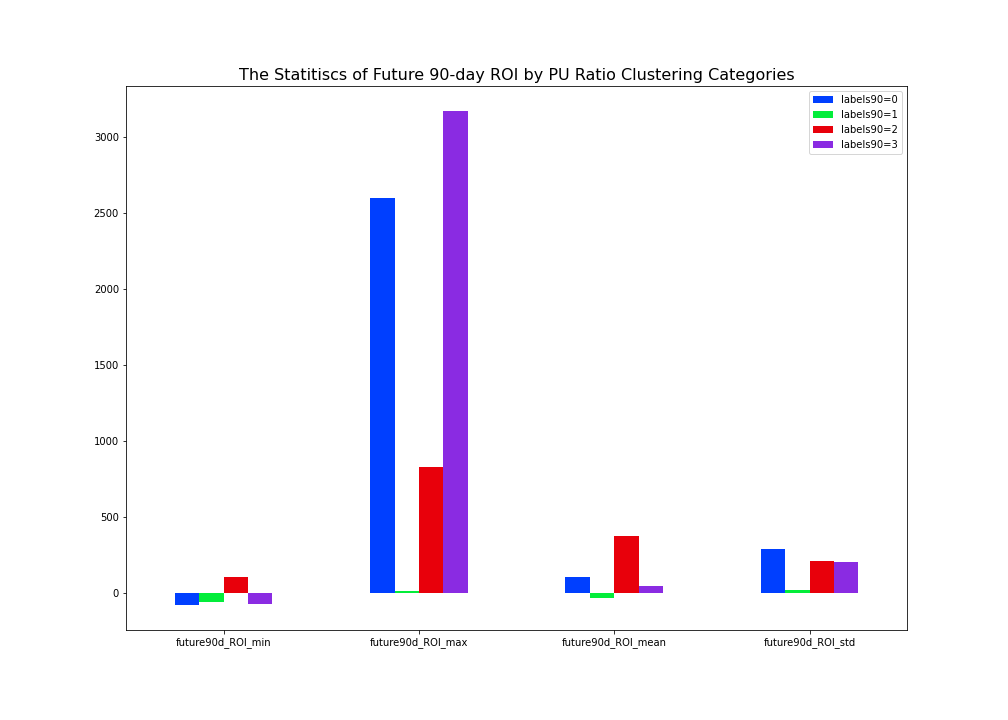 The Statitiscs of Future 90-day ROI by PU Ratio Clustering Categories
labels90=0
labels90=1
labels90=2
labels90=3
3000
2500
2000
1500
1000
500
0
future90d_ROI_min
future90d_ROI_max
future90d_ROI_mean
future90d_ROI_std